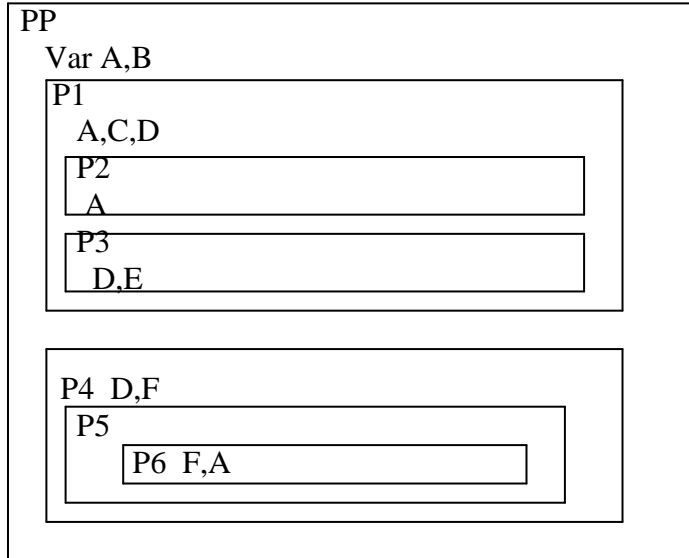 PP
Var A,B
P1
A,C,D
P2
A
P3
D,E
P4 D,F
P5
P6 F,A